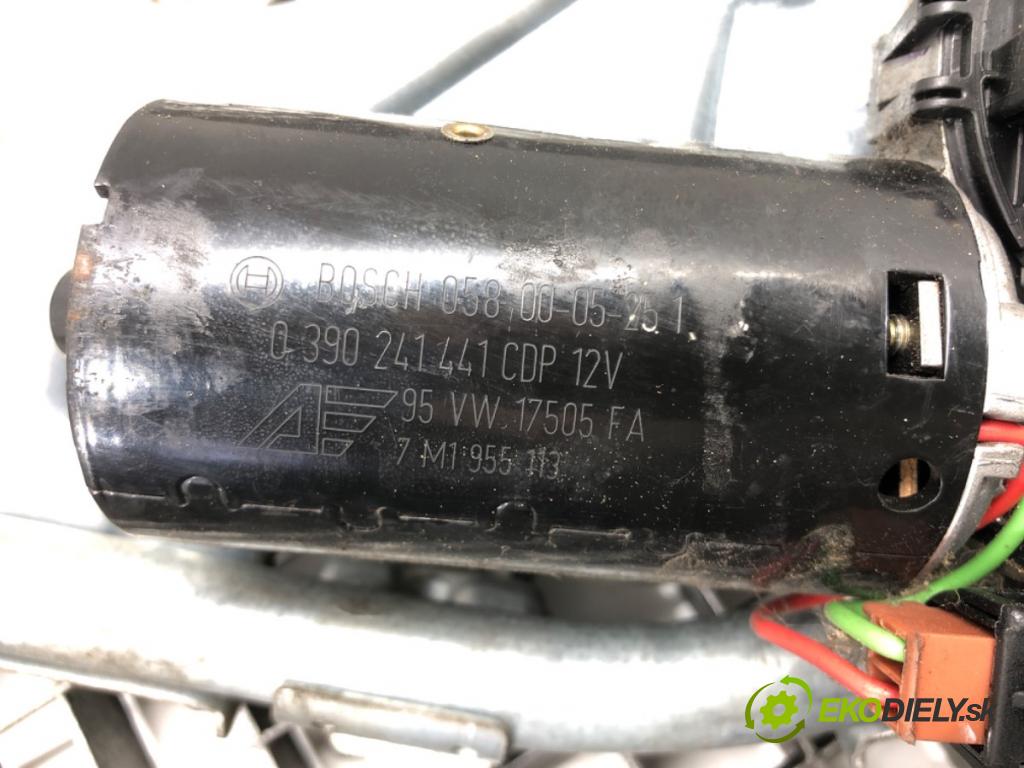 BOSCH 058 00-05-25 1
0 390 241 441 CDP 12V
AF 95 VW 17505 FA
7 M1 955 113
EKODIELY.sk